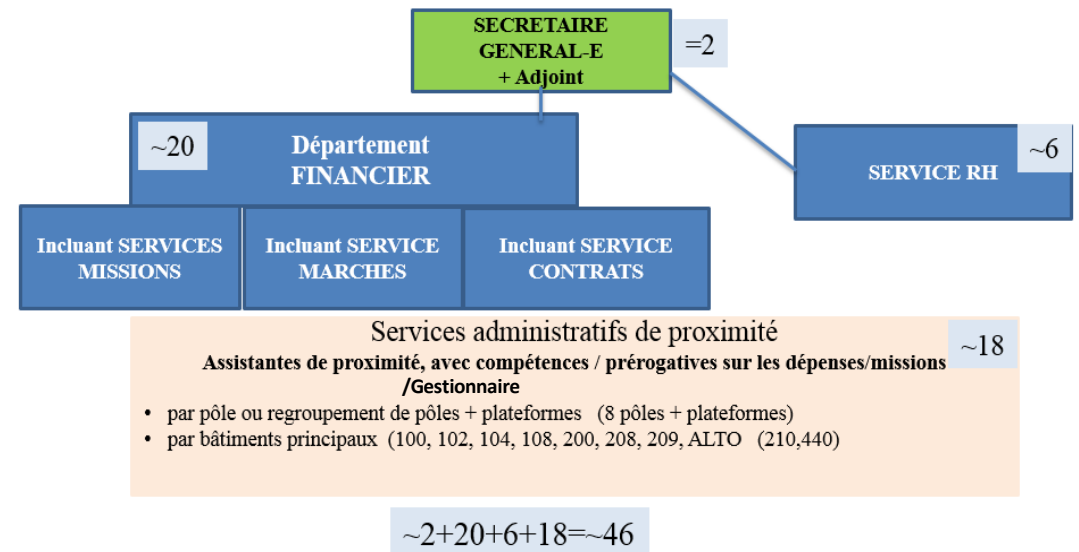 SECRETAIRE
GENERAL-E
+ Adjoint
=2
~20
Département
FINANCIER
~6
SERVICE RH
Incluant SERVICES
MISSIONS
Incluant SERVICE
MARCHES
Incluant SERVICE
CONTRATS
Services administratifs de proximité
~18
Assistantes de proximité, avec compétences / prérogatives sur les dépenses/missions
/Gestionnaire
• par pôle ou regroupement de pôles + plateformes (8 pôles + plateformes)
• par bâtiments principaux (100, 102, 104, 108, 200, 208, 209, ALTO (210,440)
~2+20+6+18=~46